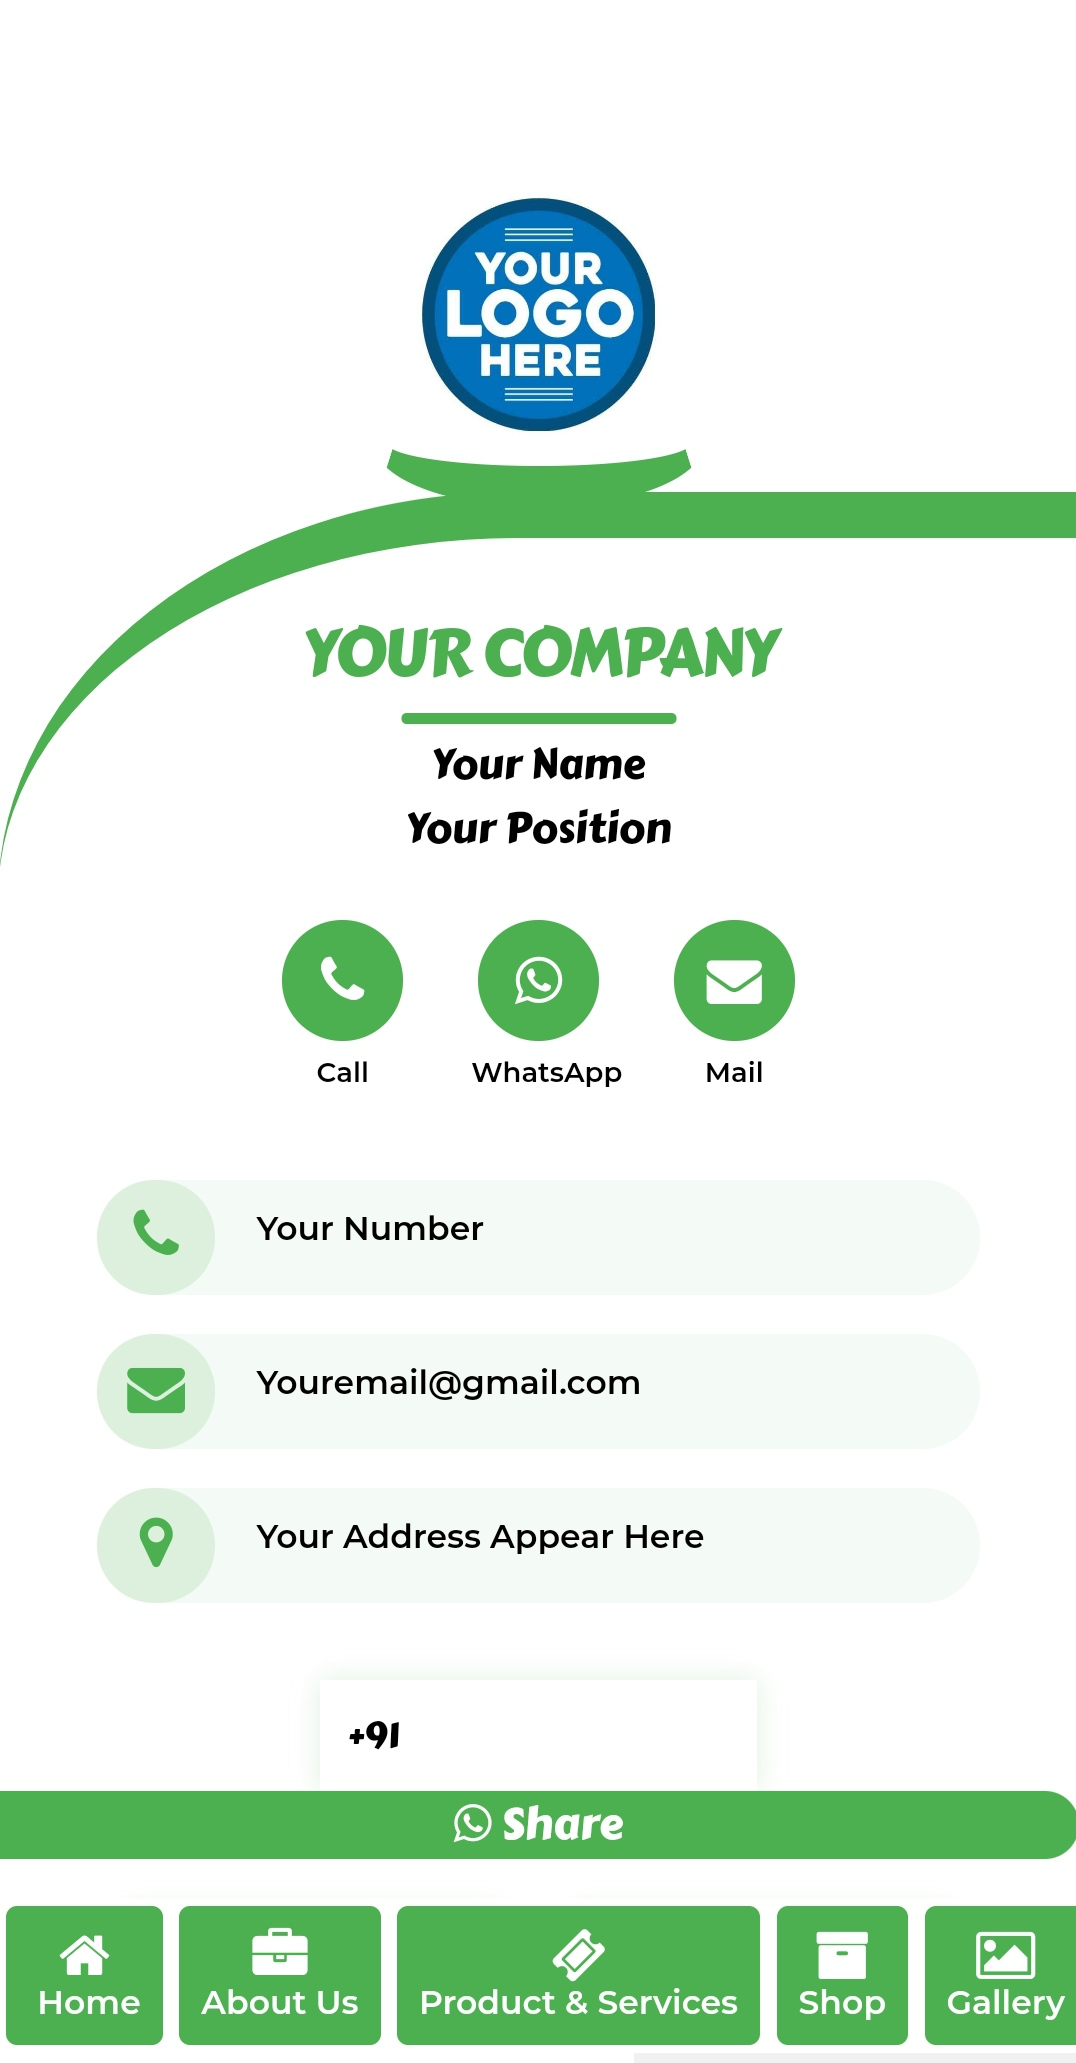 YOUR
LOGO
HERE
YOUR COMPANY
Your Name
Your Position
Call WhatsApp Mail
Your Number
Youremail@gmail.com
Your Address Appear Here
+91
Share
Home About Us Product & Services Shop Gallery